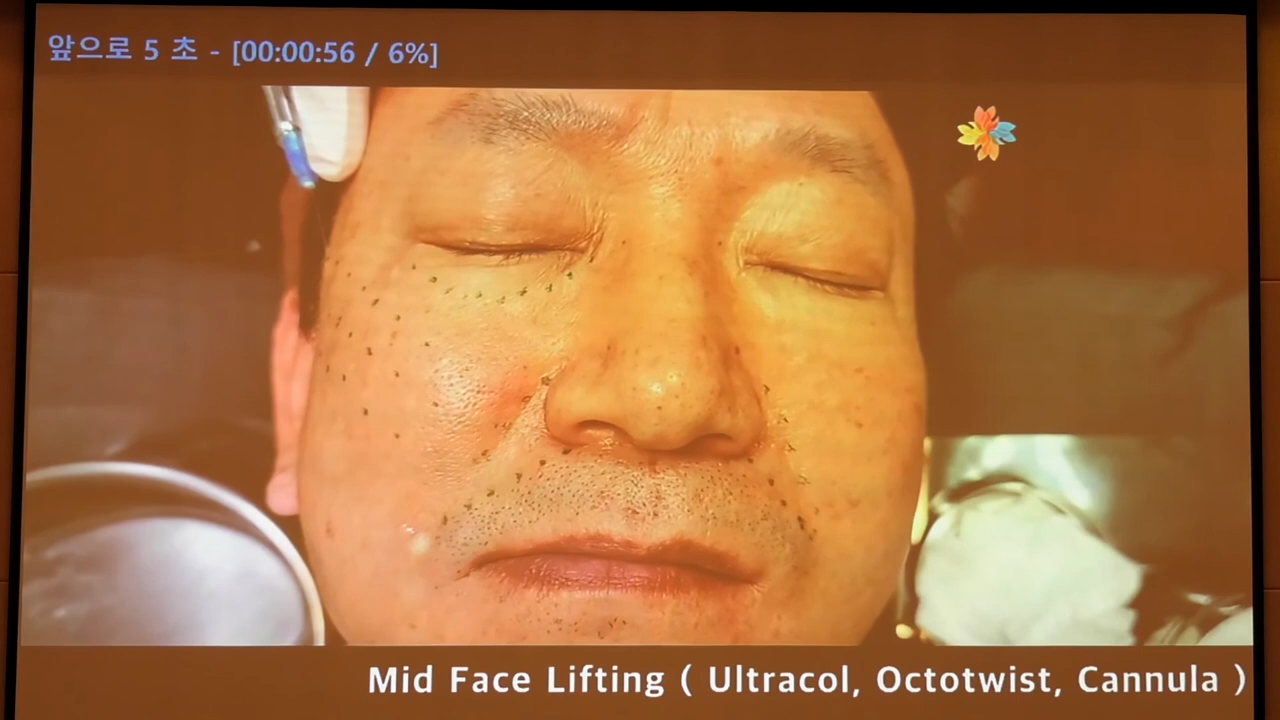 앞으로 5 초 - [00:00:56 / 6%]
Mid Face Lifting ( Ultracol, Octotwist, Cannula )